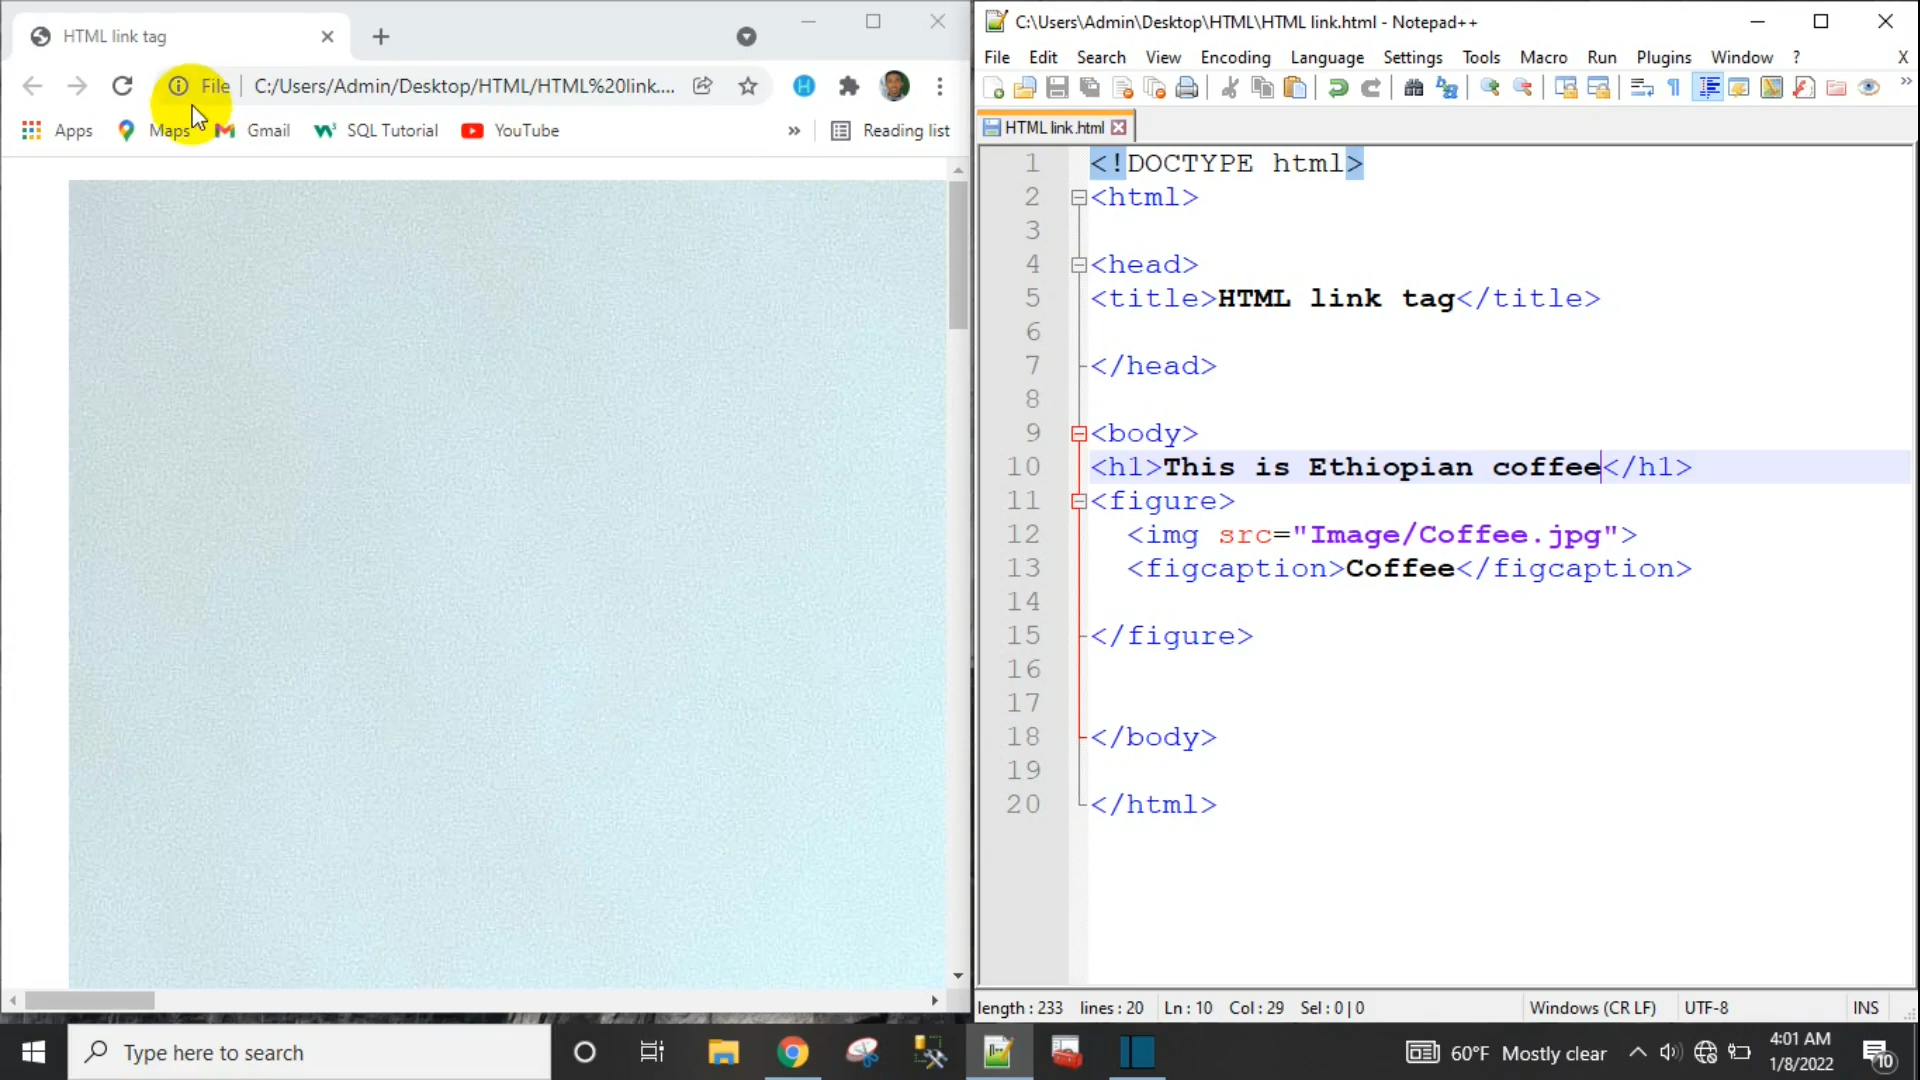 HTML link tag
File C:/Users/Admin/Desktop/HTML/HTML%20link....
Apps Maps Gmail SQL Tutorial YouTube » Reading list
C:\Users\Admin\Desktop\HTML\HTML link.html - Notepad++
File Edit Search View Encoding Language Settings Tools Macro Run Plugins Window ? X
HTML link.html
1 <!DOCTYPE html>
2 <html>
3
4 <head>
5 <title>HTML link tag</title>
6
7 </head>
8
9 <body>
10 <h1>This is Ethiopian coffee</h1>
11 <figure>
12 <img src="Image/Coffee.jpg">
13 <figcaption>Coffee</figcaption>
14
15 </figure>
16
17
18 </body>
19
20 </html>
length : 233 lines : 20 Ln : 10 Col : 29 Sel : 0 | 0 Windows (CR LF) UTF-8 INS
Type here to search
60°F Mostly clear
4:01 AM
1/8/2022
10